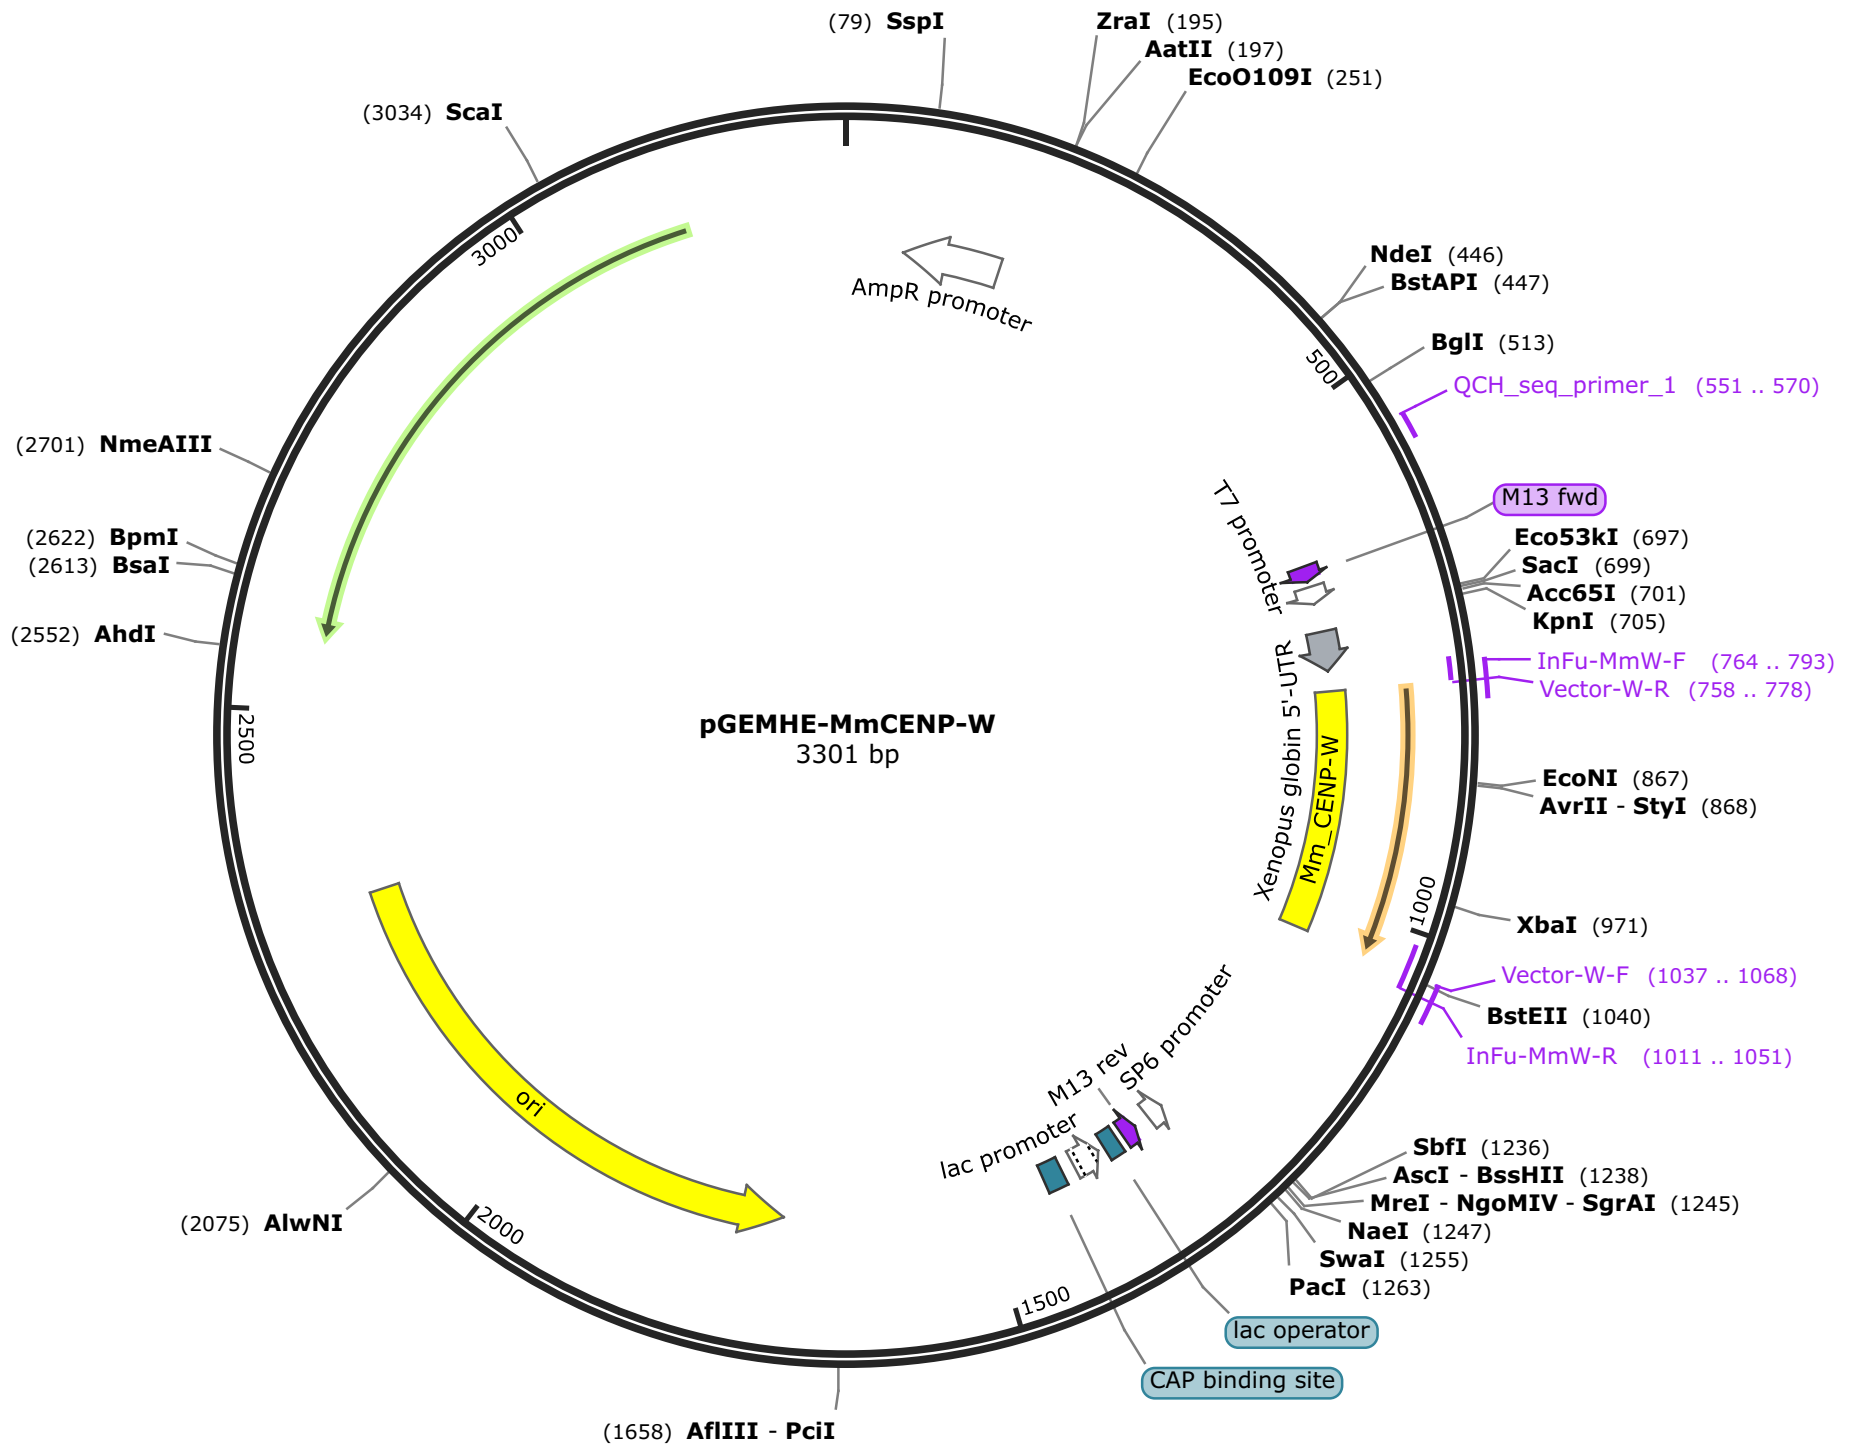 (79) SspI
ZraI (195)
AatII (197)
EcoO109I (251)
(3034) ScaI
3000
AmpR promoter
NdeI (446)
BstAPI (447)
BglI (513)
500
QCH_seq_primer_1 (551 .. 570)
(2701) NmeAIII
T7 promoter
M13 fwd
(2622) BpmI
(2613) BsaI
Eco53kI (697)
SacI (699)
Acc65I (701)
KpnI (705)
(2552) AhdI
Xenopus globin 5'-UTR
InFu-MmW-F (764 .. 793)
Vector-W-R (758 .. 778)
2500
pGEMHE-MmCENP-W
3301 bp
Mm_CENP-W
EcoNI (867)
AvrII - StyI (868)
1000
XbaI (971)
Vector-W-F (1037 .. 1068)
BstEII (1040)
InFu-MmW-R (1011 .. 1051)
SP6 promoter
M13 rev
lac promoter
ori
SbfI (1236)
AscI - BssHII (1238)
MreI - NgoMIV - SgrAI (1245)
NaeI (1247)
SwaI (1255)
PacI (1263)
(2075) AlwNI
2000
1500
lac operator
CAP binding site
(1658) AflIII - PciI